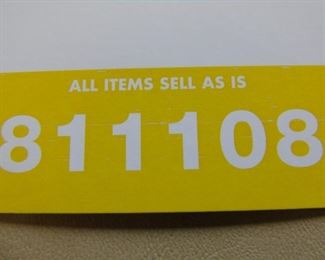 ALL ITEMS SELL AS IS
811108